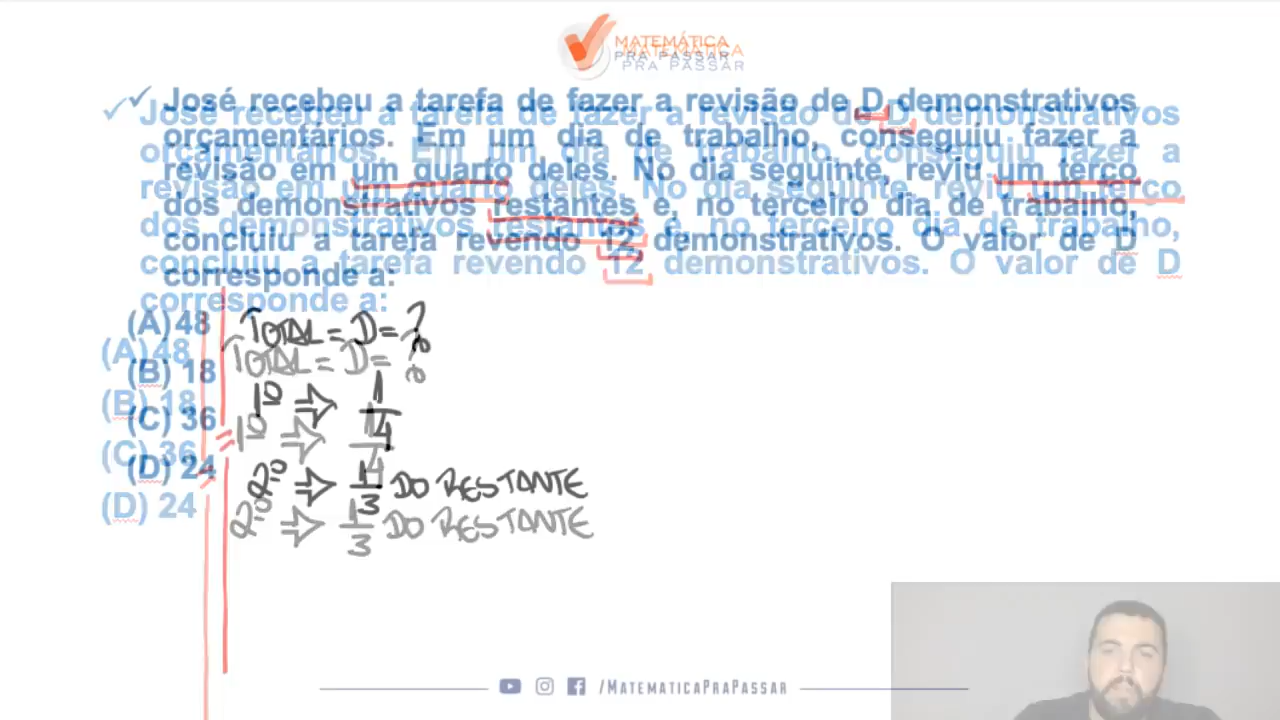 MATEMÁTICA
PRA PASSAR
José recebeu a tarefa de fazer a revisão de D demonstrativos
orçamentários. Em um dia de trabalho, conseguiu fazer a
revisão em um quarto deles. No dia seguinte, reviu um terço
dos demonstrativos restantes e, no terceiro dia de trabalho,
concluiu a tarefa revendo 12 demonstrativos. O valor de D
corresponde a:
(A) 48
(B) 18
(C) 36
(D) 24
TOTAL = D = ?
1º ⇒ 1/4
2º ⇒ 1/3 DO RESTANTE
/MATEMATICAPRAPASSAR